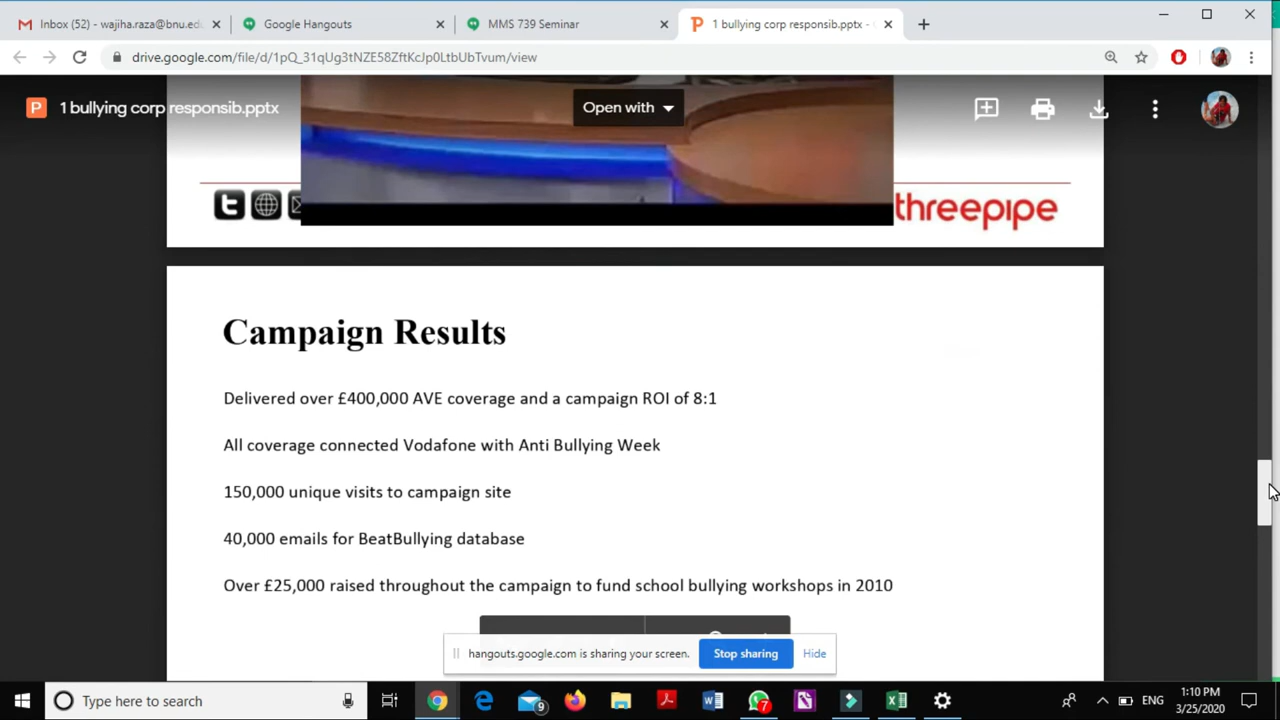 Inbox (52) - wajiha.raza@bnu.edu
Google Hangouts
MMS 739 Seminar
1 bullying corp responsib.pptx -
drive.google.com/file/d/1pQ_31qUg3tNZE58ZftKcJp0LtbUbTvum/view
1 bullying corp responsib.pptx
Open with
threepipe
Campaign Results
Delivered over £400,000 AVE coverage and a campaign ROI of 8:1
All coverage connected Vodafone with Anti Bullying Week
150,000 unique visits to campaign site
40,000 emails for BeatBullying database
Over £25,000 raised throughout the campaign to fund school bullying workshops in 2010
hangouts.google.com is sharing your screen.
Stop sharing
Hide
Type here to search
9
7
ENG
1:10 PM
3/25/2020